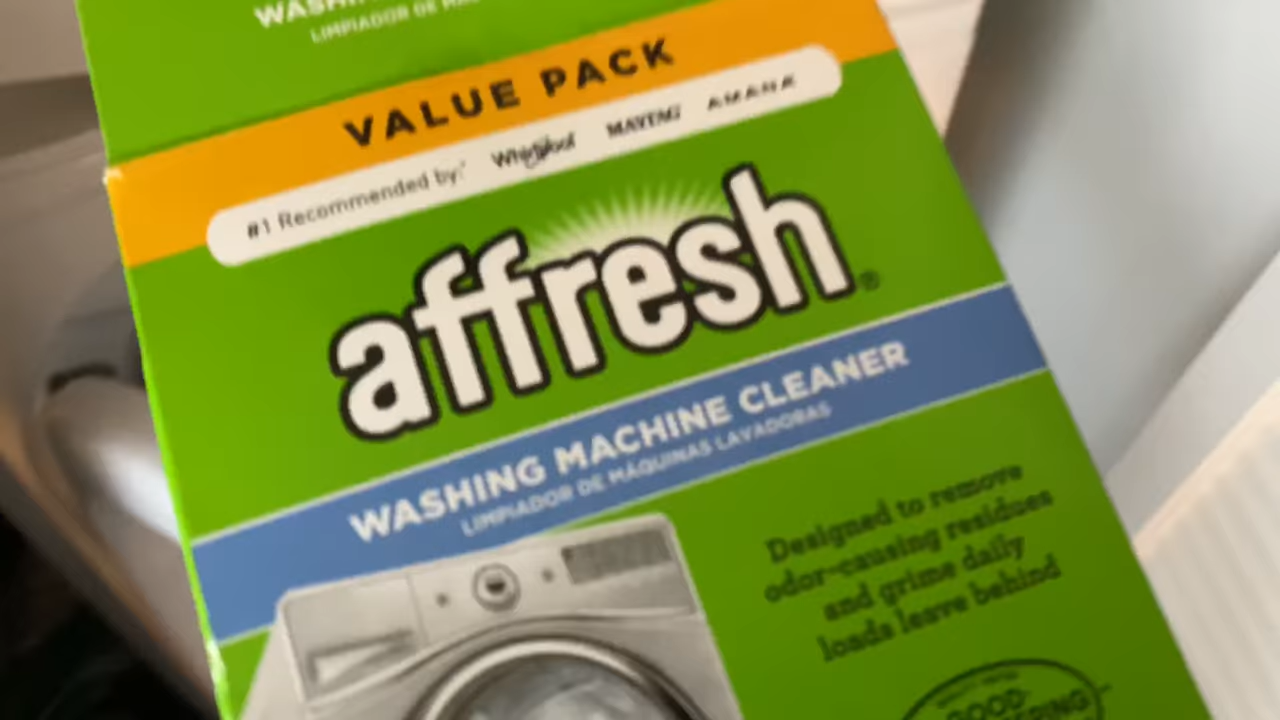 LIMPIADOR DE
VALUE PACK
#1 Recommended by: Whirlpool MAYTAG AMANA
affresh®
WASHING MACHINE CLEANER
LIMPIADOR DE MÁQUINAS LAVADORAS
Designed to remove
odor-causing residues
and grime daily
loads leave behind